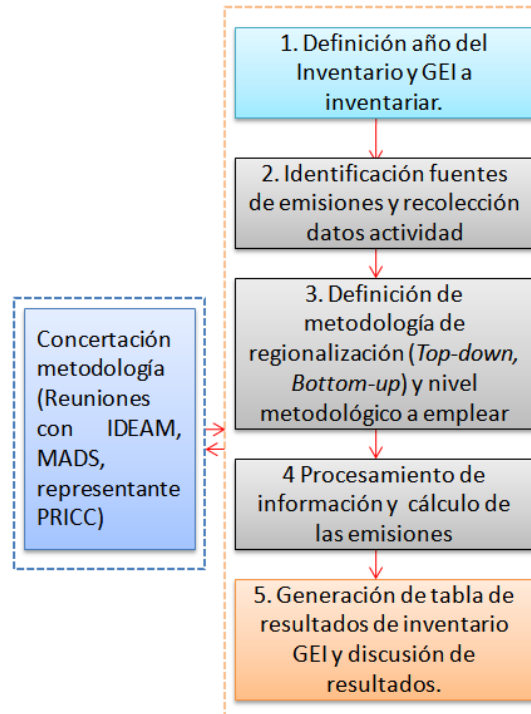 1. Definición año del
Inventario y GEI a
inventariar.
2. Identificación fuentes
de emisiones y recolección
datos actividad
3. Definición de
metodología de
regionalización (Top-down,
Bottom-up) y nivel
metodológico a emplear
Concertación
metodología
(Reuniones
con IDEAM,
MADS,
representante
PRICC)
4 Procesamiento de
información y cálculo de
las emisiones
5. Generación de tabla de
resultados de inventario
GEI y discusión de
resultados.